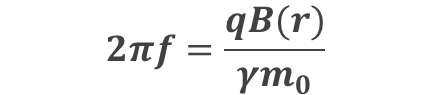 2πf = qB(r) / γm₀